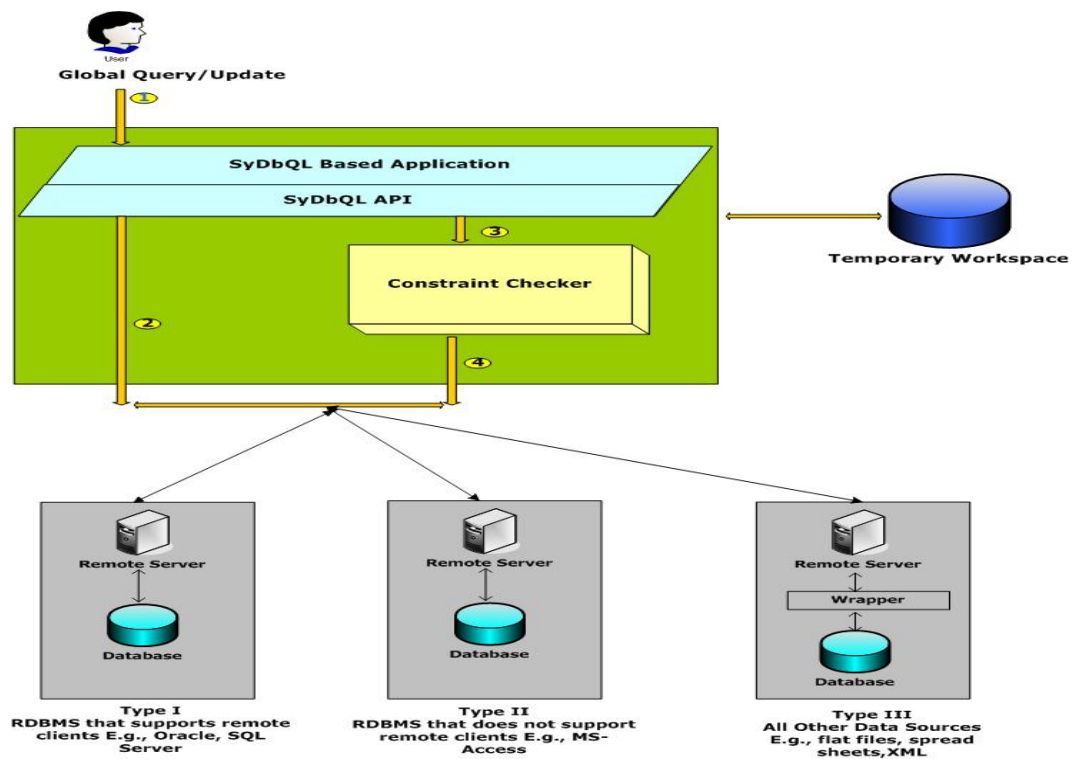 User
Global Query/Update
1
SyDbQL Based Application
SyDbQL API
3
Constraint Checker
Temporary Workspace
2
4
Remote Server
Database
Type I
RDBMS that supports remote
clients E.g., Oracle, SQL
Server
Remote Server
Database
Type II
RDBMS that does not support
remote clients E.g., MS-
Access
Remote Server
Wrapper
Database
Type III
All Other Data Sources
E.g., flat files, spread
sheets,XML